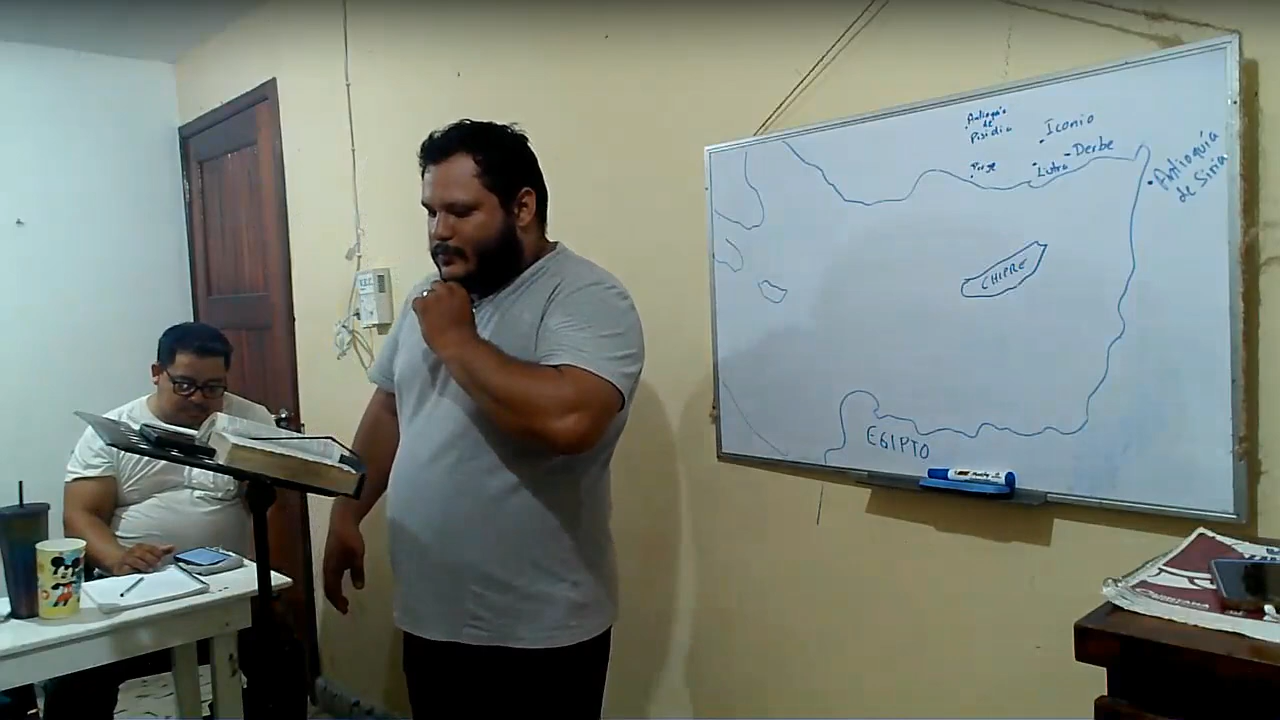 Antioquía
de
Pisidia
Iconio
Derbe
Listra
Perge
Antioquía
de Siria
CHIPRE
EGIPTO
BIC